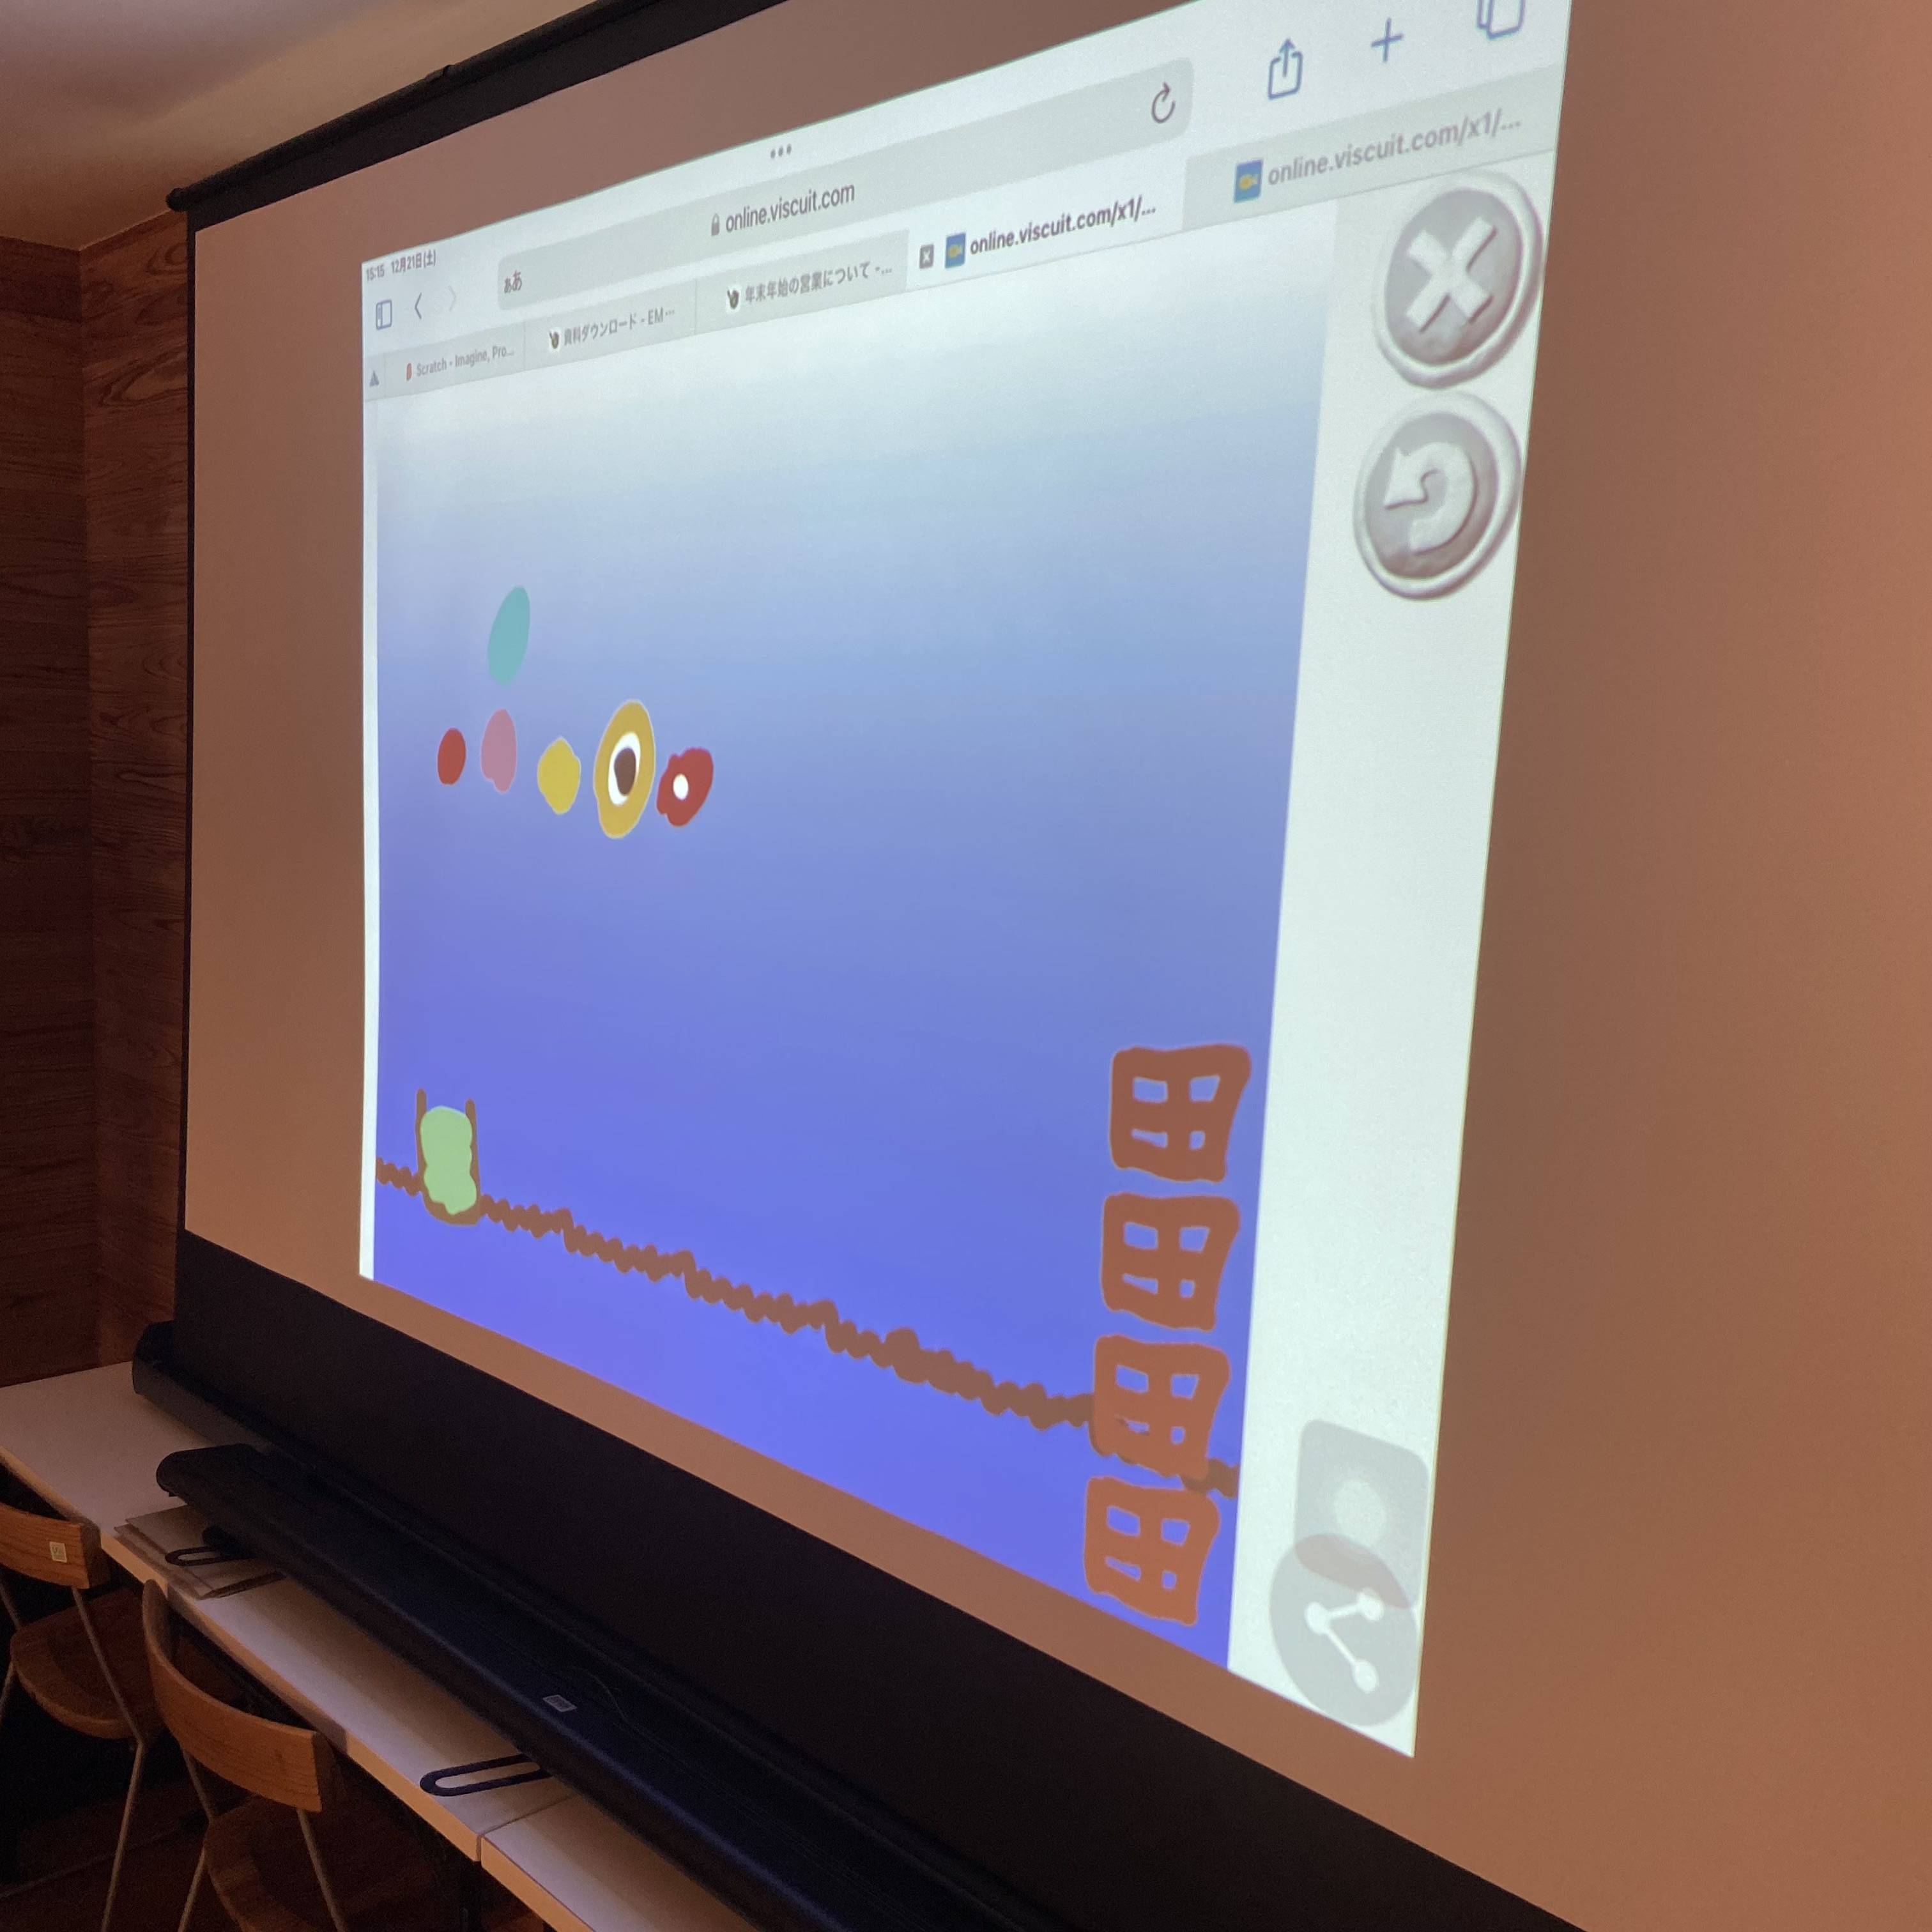 15:15 12月21日(土)
ぁあ
online.viscuit.com
Scratch - Imagine, Pro...
資料ダウンロード - EM...
年末年始の営業について -...
online.viscuit.com/x1/...
online.viscuit.com/x1/...